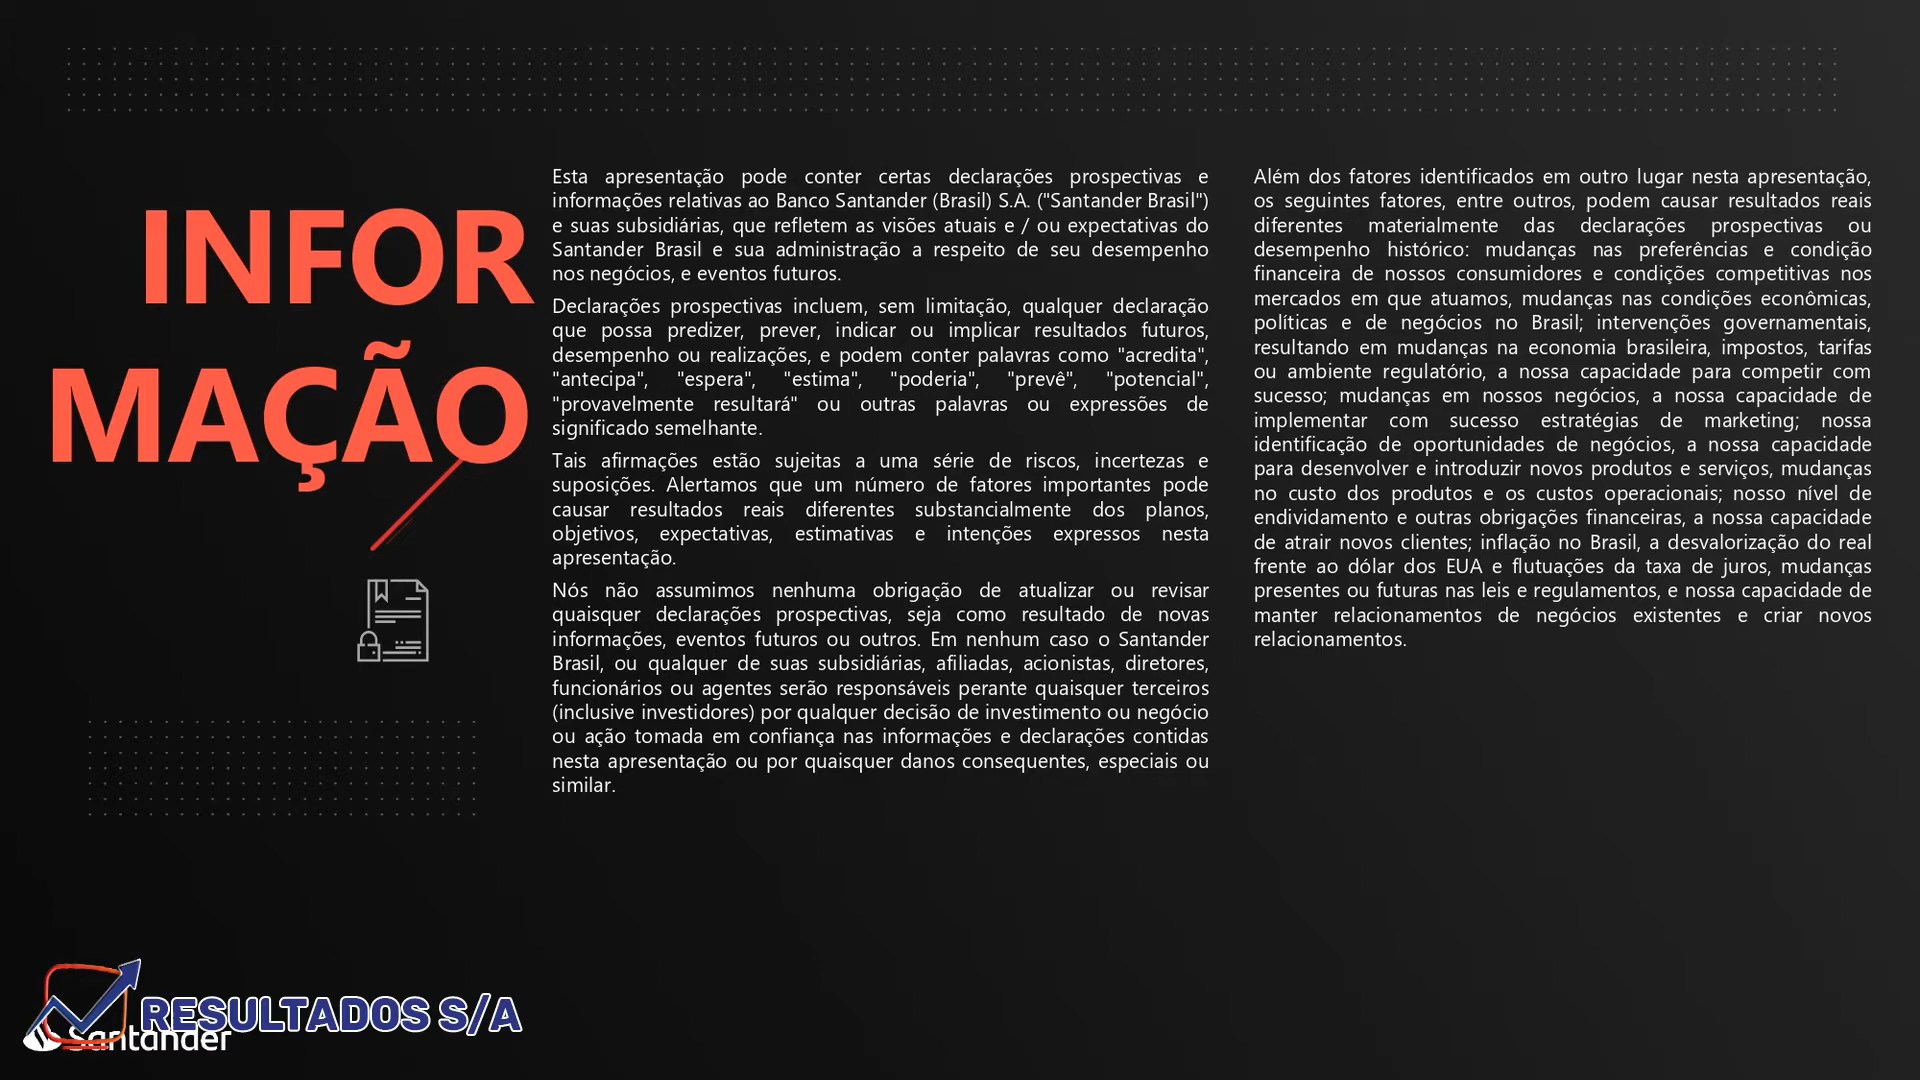 INFOR
MAÇÃO
Esta apresentação pode conter certas declarações prospectivas e
informações relativas ao Banco Santander (Brasil) S.A. ("Santander Brasil")
e suas subsidiárias, que refletem as visões atuais e / ou expectativas do
Santander Brasil e sua administração a respeito de seu desempenho
nos negócios, e eventos futuros.
Declarações prospectivas incluem, sem limitação, qualquer declaração
que possa predizer, prever, indicar ou implicar resultados futuros,
desempenho ou realizações, e podem conter palavras como "acredita",
"antecipa", "espera", "estima", "poderia", "prevê", "potencial",
"provavelmente resultará" ou outras palavras ou expressões de
significado semelhante.
Tais afirmações estão sujeitas a uma série de riscos, incertezas e
suposições. Alertamos que um número de fatores importantes pode
causar resultados reais diferentes substancialmente dos planos,
objetivos, expectativas, estimativas e intenções expressos nesta
apresentação.
Nós não assumimos nenhuma obrigação de atualizar ou revisar
quaisquer declarações prospectivas, seja como resultado de novas
informações, eventos futuros ou outros. Em nenhum caso o Santander
Brasil, ou qualquer de suas subsidiárias, afiliadas, acionistas, diretores,
funcionários ou agentes serão responsáveis perante quaisquer terceiros
(inclusive investidores) por qualquer decisão de investimento ou negócio
ou ação tomada em confiança nas informações e declarações contidas
nesta apresentação ou por quaisquer danos consequentes, especiais ou
similar.
Além dos fatores identificados em outro lugar nesta apresentação,
os seguintes fatores, entre outros, podem causar resultados reais
diferentes materialmente das declarações prospectivas ou
desempenho histórico: mudanças nas preferências e condição
financeira de nossos consumidores e condições competitivas nos
mercados em que atuamos, mudanças nas condições econômicas,
políticas e de negócios no Brasil; intervenções governamentais,
resultando em mudanças na economia brasileira, impostos, tarifas
ou ambiente regulatório, a nossa capacidade para competir com
sucesso; mudanças em nossos negócios, a nossa capacidade de
implementar com sucesso estratégias de marketing; nossa
identificação de oportunidades de negócios, a nossa capacidade
para desenvolver e introduzir novos produtos e serviços, mudanças
no custo dos produtos e os custos operacionais; nosso nível de
endividamento e outras obrigações financeiras, a nossa capacidade
de atrair novos clientes; inflação no Brasil, a desvalorização do real
frente ao dólar dos EUA e flutuações da taxa de juros, mudanças
presentes ou futuras nas leis e regulamentos, e nossa capacidade de
manter relacionamentos de negócios existentes e criar novos
relacionamentos.
RESULTADOS S/A
Santander